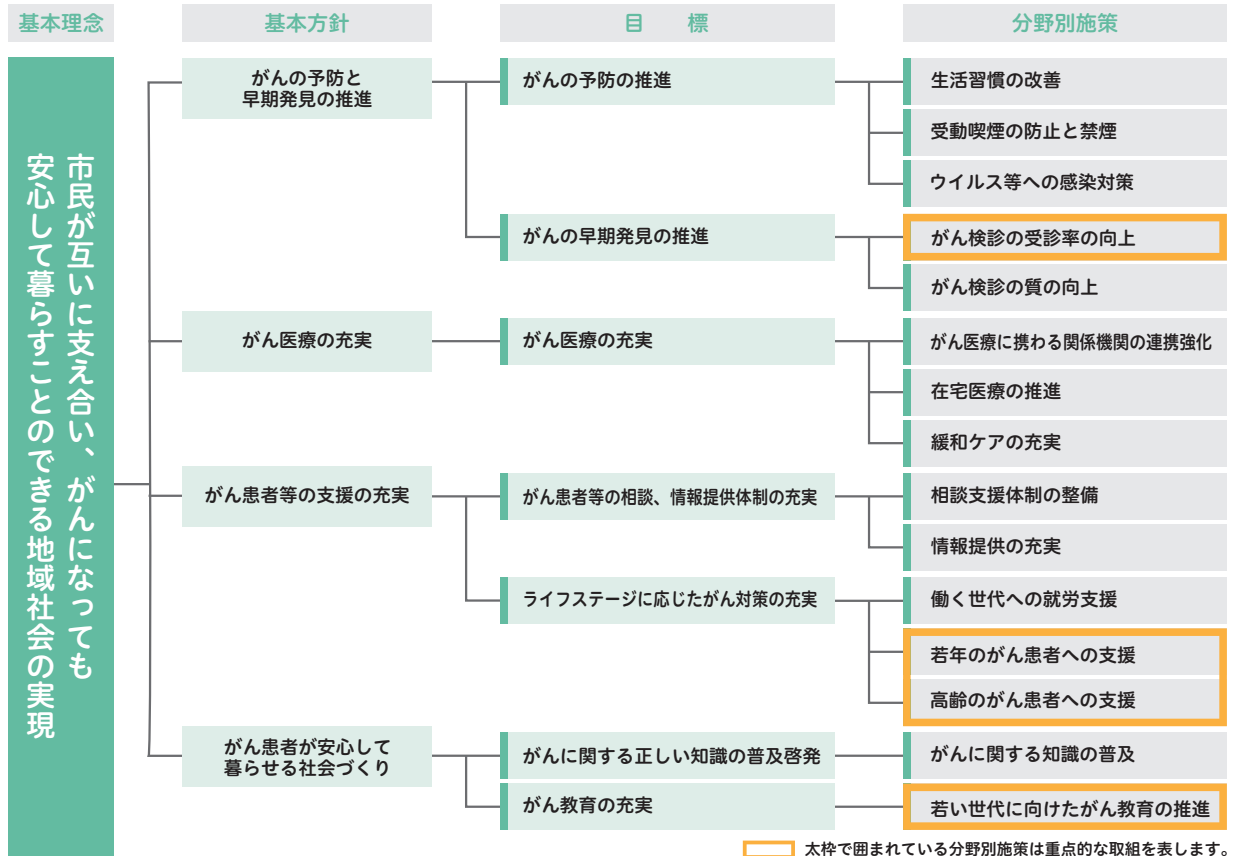 基本理念
基本方針
目　標
分野別施策
市民が互いに支え合い、がんになっても
安心して暮らすことのできる地域社会の実現
がんの予防と
早期発見の推進
がんの予防の推進
生活習慣の改善
受動喫煙の防止と禁煙
ウイルス等への感染対策
がんの早期発見の推進
がん検診の受診率の向上
がん検診の質の向上
がん医療の充実
がん医療の充実
がん医療に携わる関係機関の連携強化
在宅医療の推進
緩和ケアの充実
がん患者等の支援の充実
がん患者等の相談、情報提供体制の充実
相談支援体制の整備
情報提供の充実
ライフステージに応じたがん対策の充実
働く世代への就労支援
若年のがん患者への支援
高齢のがん患者への支援
がん患者が安心して
暮らせる社会づくり
がんに関する正しい知識の普及啓発
がんに関する知識の普及
がん教育の充実
若い世代に向けたがん教育の推進
太枠で囲まれている分野別施策は重点的な取組を表します。